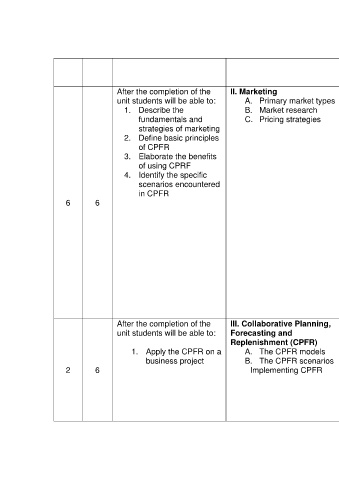 After the completion of the
unit students will be able to:
1. Describe the
fundamentals and
strategies of marketing
2. Define basic principles
of CPFR
3. Elaborate the benefits
of using CPRF
4. Identify the specific
scenarios encountered
in CPFR
II. Marketing
A. Primary market types
B. Market research
C. Pricing strategies
6 6
After the completion of the
unit students will be able to:
1. Apply the CPFR on a
business project
III. Collaborative Planning,
Forecasting and
Replenishment (CPFR)
A. The CPFR models
B. The CPFR scenarios
Implementing CPFR
2 6